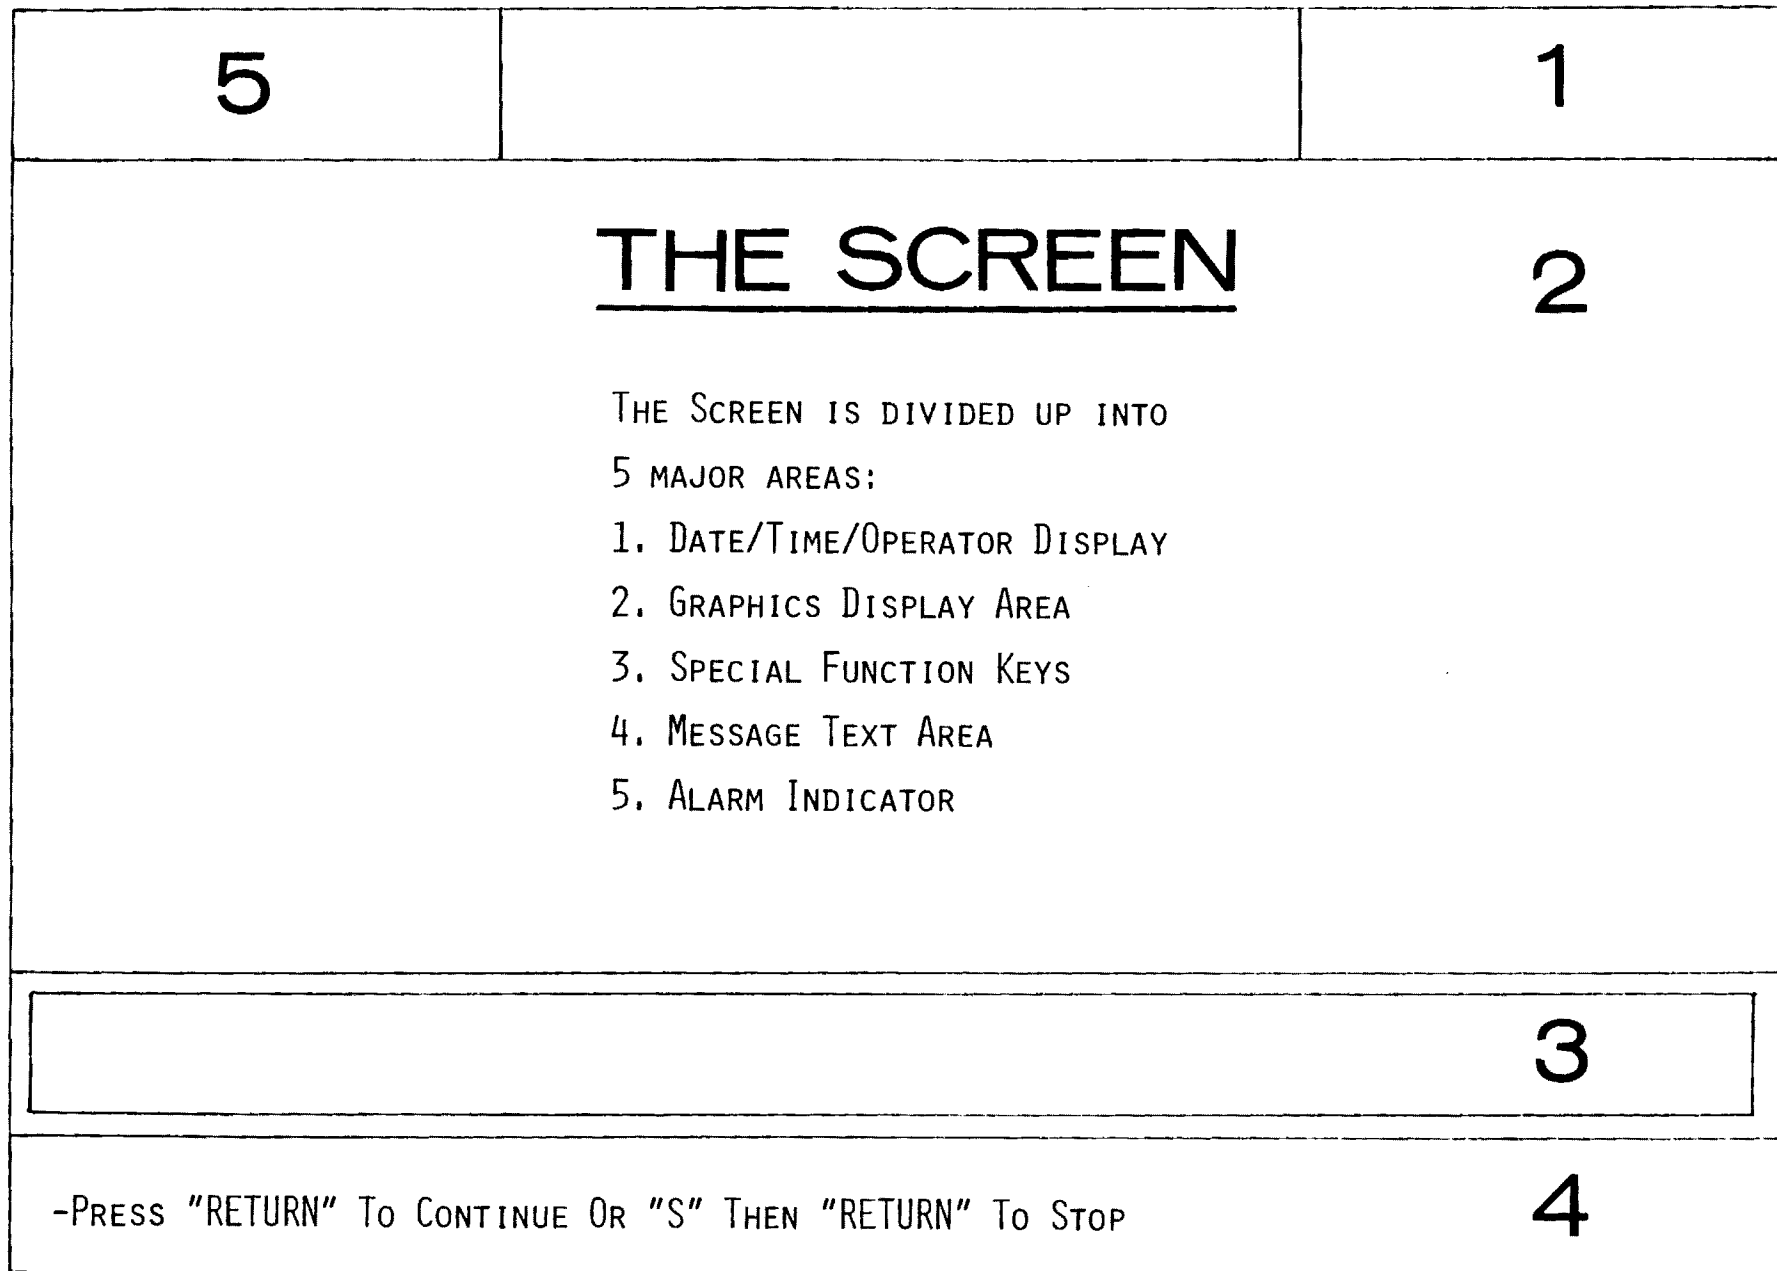 5 1
THE SCREEN 2
THE SCREEN IS DIVIDED UP INTO
5 MAJOR AREAS:
1. DATE/TIME/OPERATOR DISPLAY
2. GRAPHICS DISPLAY AREA
3. SPECIAL FUNCTION KEYS
4. MESSAGE TEXT AREA
5. ALARM INDICATOR
3
-PRESS "RETURN" TO CONTINUE OR "S" THEN "RETURN" TO STOP 4